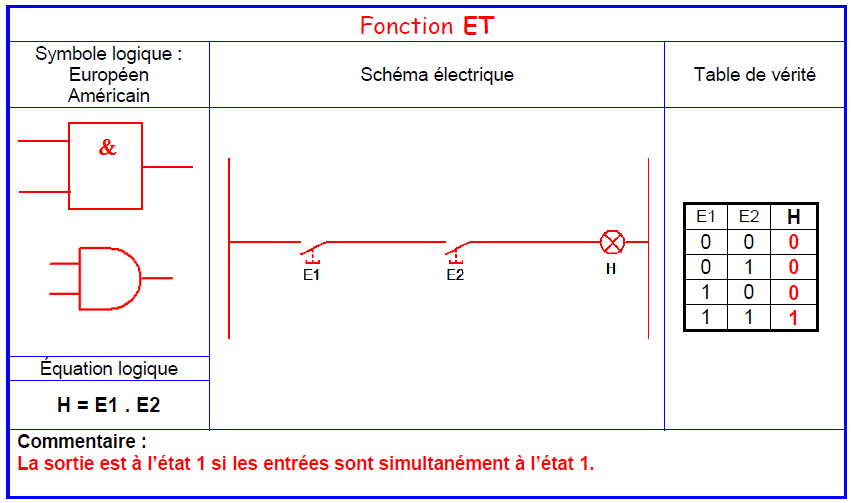 Fonction ET
Symbole logique :
Européen
Américain
Schéma électrique
Table de vérité
&
E1
E2
H
E1 E2 H
0 0 0
0 1 0
1 0 0
1 1 1
Équation logique
H = E1 . E2
Commentaire :
La sortie est à l’état 1 si les entrées sont simultanément à l’état 1.